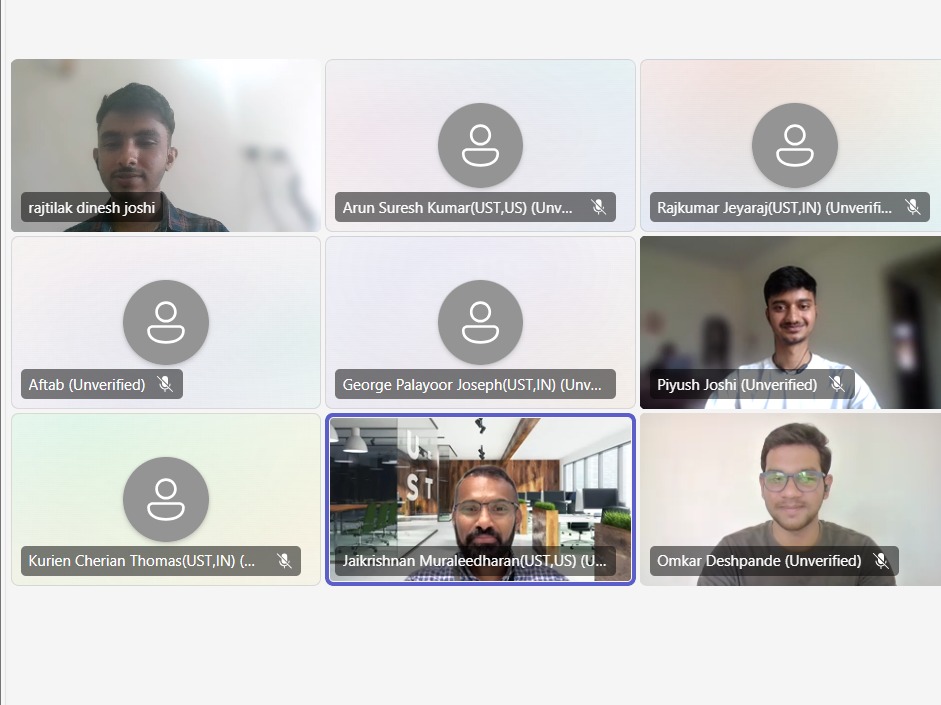 rajtilak dinesh joshi
Arun Suresh Kumar(UST,US) (Unv...
Rajkumar Jeyaraj(UST,IN) (Unverifi...
Aftab (Unverified)
George Palayoor Joseph(UST,IN) (Unv...
Piyush Joshi (Unverified)
Kurien Cherian Thomas(UST,IN) (...
U
ST
Jaikrishnan Muraleedharan(UST,US) (U...
Omkar Deshpande (Unverified)